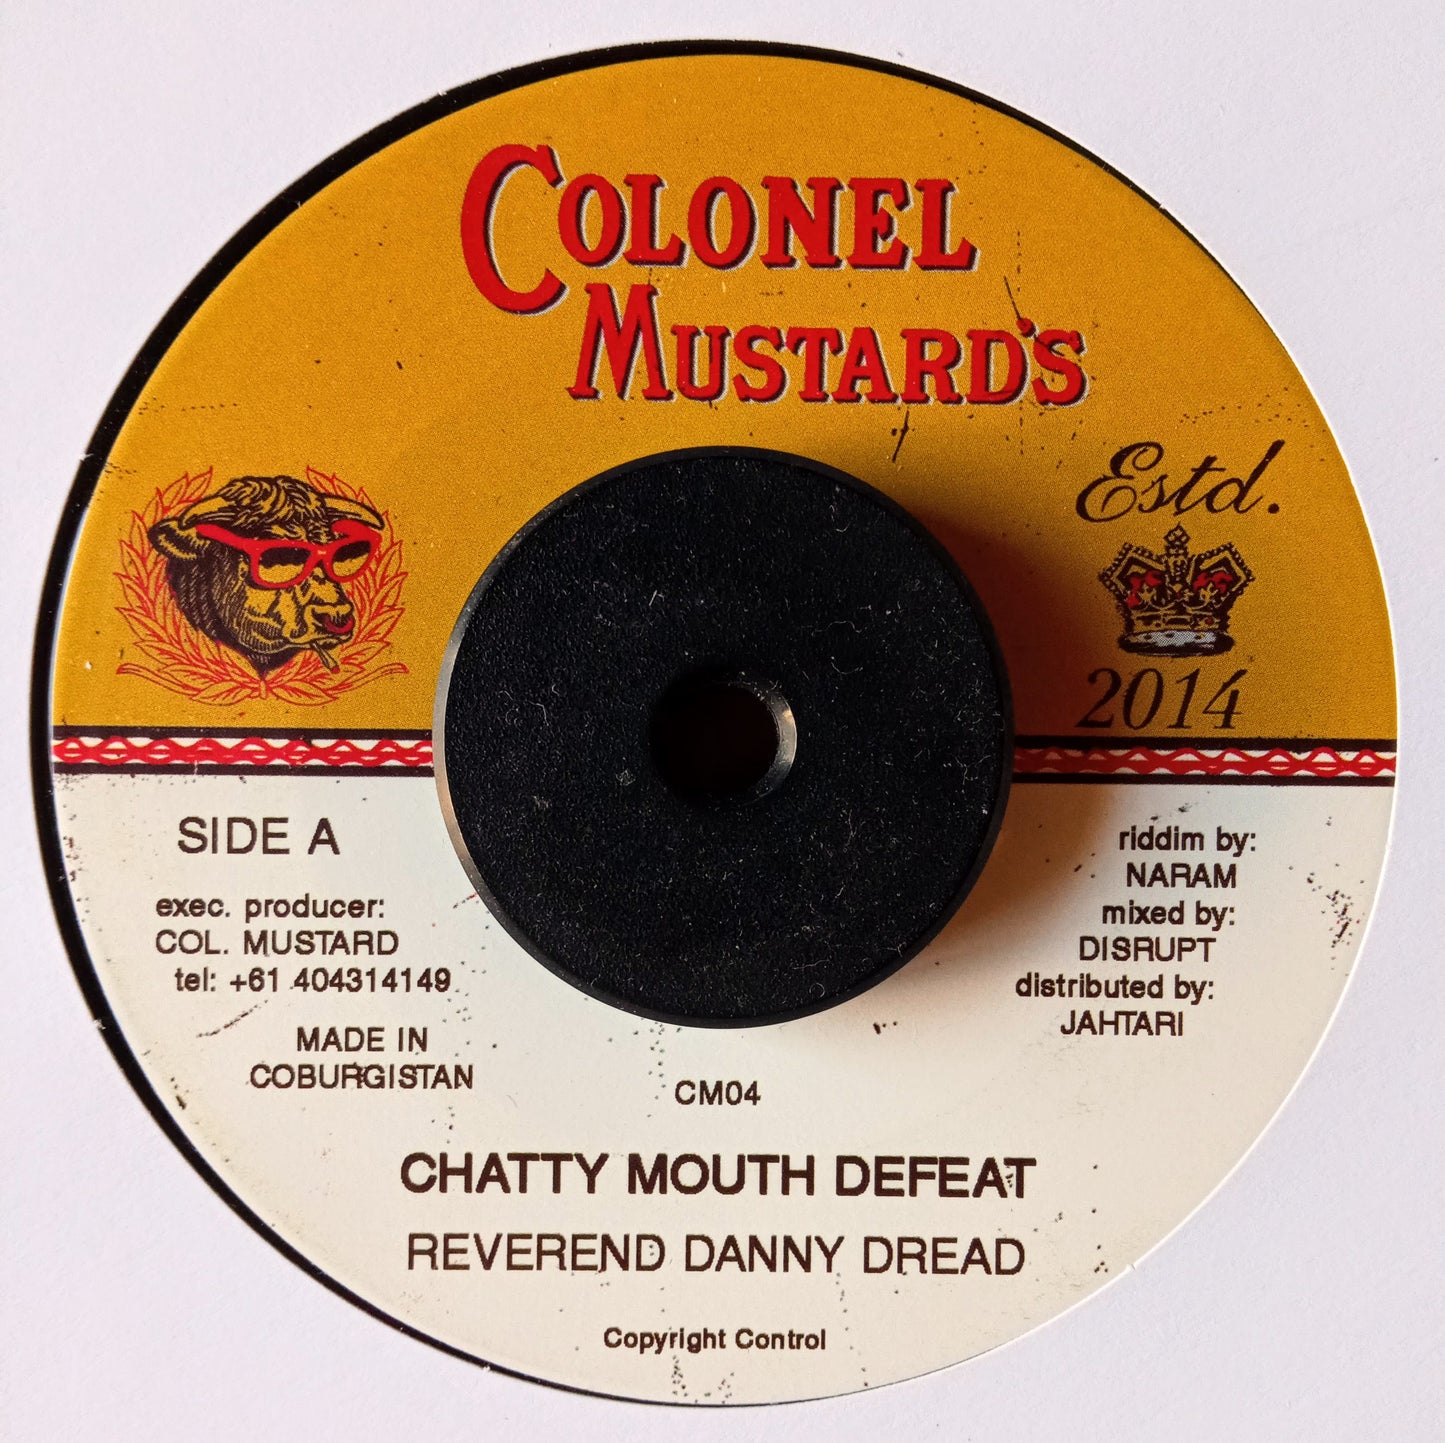 COLONEL
MUSTARD'S
Estd.
2014
SIDE A
exec. producer:
COL. MUSTARD
tel: +61 404314149
MADE IN
COBURGISTAN
riddim by:
NARAM
mixed by:
DISRUPT
distributed by:
JAHTARI
CM04
CHATTY MOUTH DEFEAT
REVEREND DANNY DREAD
Copyright Control